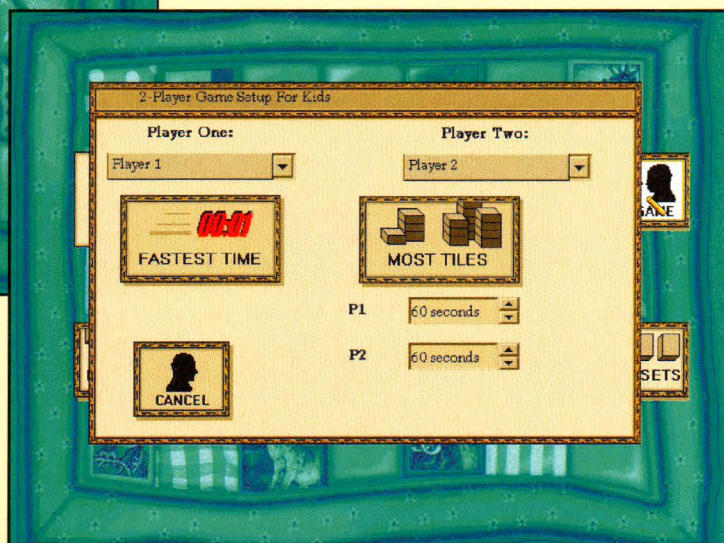 2-Player Game Setup For Kids
Player One:
Player Two:
Player 1
Player 2
00:01
FASTEST TIME
MOST TILES
GAME
P1
60 seconds
P2
60 seconds
CANCEL
SETS